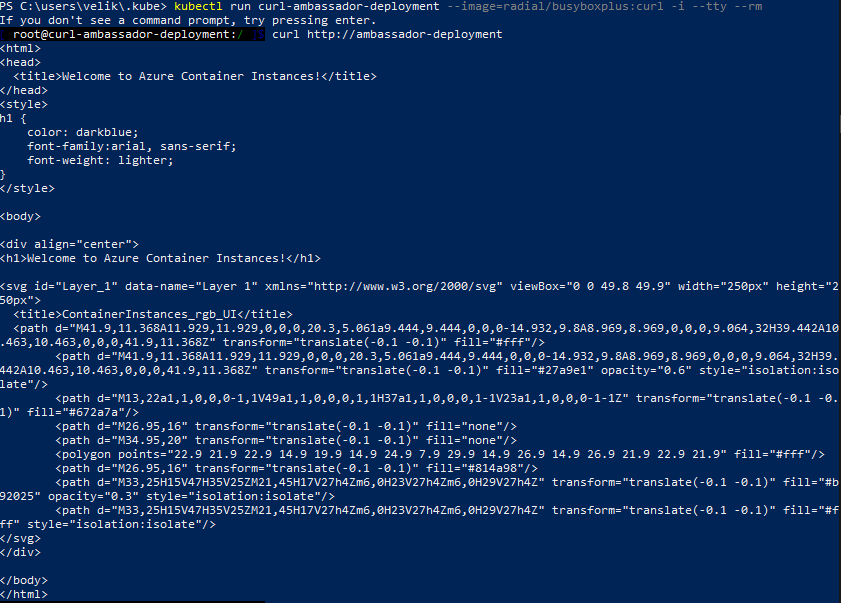 PS C:\users\velik\.kube> kubectl run curl-ambassador-deployment --image=radial/busyboxplus:curl -i --tty --rm
If you don't see a command prompt, try pressing enter.
root@curl-ambassador-deployment:/ curl http://ambassador-deployment
<html>
<head>
  <title>Welcome to Azure Container Instances!</title>
</head>
<style>
h1 {
    color: darkblue;
    font-family:arial, sans-serif;
    font-weight: lighter;
}
</style>

<body>

<div align="center">
<h1>Welcome to Azure Container Instances!</h1>

<svg id="Layer_1" data-name="Layer 1" xmlns="http://www.w3.org/2000/svg" viewBox="0 0 49.8 49.9" width="250px" height="2
50px">
  <title>ContainerInstances_rgb_UI</title>
  <path d="M41.9,11.368A11.929,11.929,0,0,0,20.3,5.061a9.444,9.444,0,0,0-14.932,9.8A8.969,8.969,0,0,0,9.064,32H39.442A10
.463,10.463,0,0,0,41.9,11.368Z" transform="translate(-0.1 -0.1)" fill="#fff"/>
        <path d="M41.9,11.368A11.929,11.929,0,0,0,20.3,5.061a9.444,9.444,0,0,0-14.932,9.8A8.969,8.969,0,0,0,9.064,32H39.
442A10.463,10.463,0,0,0,41.9,11.368Z" transform="translate(-0.1 -0.1)" fill="#27a9e1" opacity="0.6" style="isolation:iso
late"/>
        <path d="M13,22a1,1,0,0,0-1,1V49a1,1,0,0,0,1,1H37a1,1,0,0,0,1-1V23a1,1,0,0,0-1-1Z" transform="translate(-0.1 -0.
1)" fill="#672a7a"/>
        <path d="M26.95,16" transform="translate(-0.1 -0.1)" fill="none"/>
        <path d="M34.95,20" transform="translate(-0.1 -0.1)" fill="none"/>
        <polygon points="22.9 21.9 22.9 14.9 19.9 14.9 24.9 7.9 29.9 14.9 26.9 14.9 26.9 21.9 22.9 21.9" fill="#fff"/>
        <path d="M26.95,16" transform="translate(-0.1 -0.1)" fill="#814a98"/>
        <path d="M33,25H15V47H35V25ZM21,45H17V27h4Zm6,0H23V27h4Zm6,0H29V27h4Z" transform="translate(-0.1 -0.1)" fill="#b
92025" opacity="0.3" style="isolation:isolate"/>
        <path d="M33,25H15V47H35V25ZM21,45H17V27h4Zm6,0H23V27h4Zm6,0H29V27h4Z" transform="translate(-0.1 -0.1)" fill="#f
ff" style="isolation:isolate"/>
</svg>
</div>

</body>
</html>